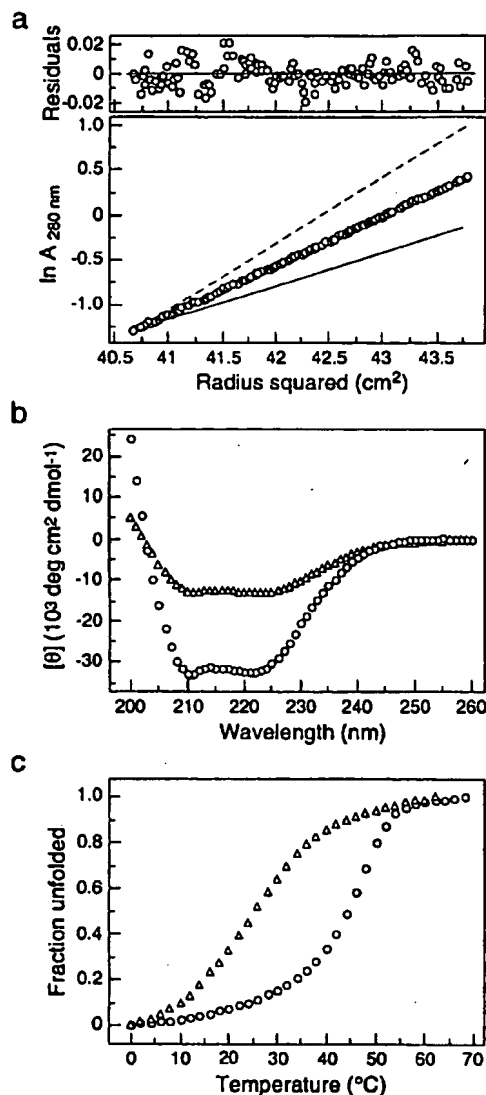 a
Residuals
0.02
0
-0.02
ln A 280 nm
1.0
0.5
0
-0.5
-1.0
40.5 41 41.5 42 42.5 43 43.5
Radius squared (cm2)
b
[θ] (103 deg cm2 dmol-1)
20
10
0
-10
-20
-30
200 210 220 230 240 250 260
Wavelength (nm)
c
Fraction unfolded
1.0
0.8
0.6
0.4
0.2
0
0 10 20 30 40 50 60 70
Temperature (°C)